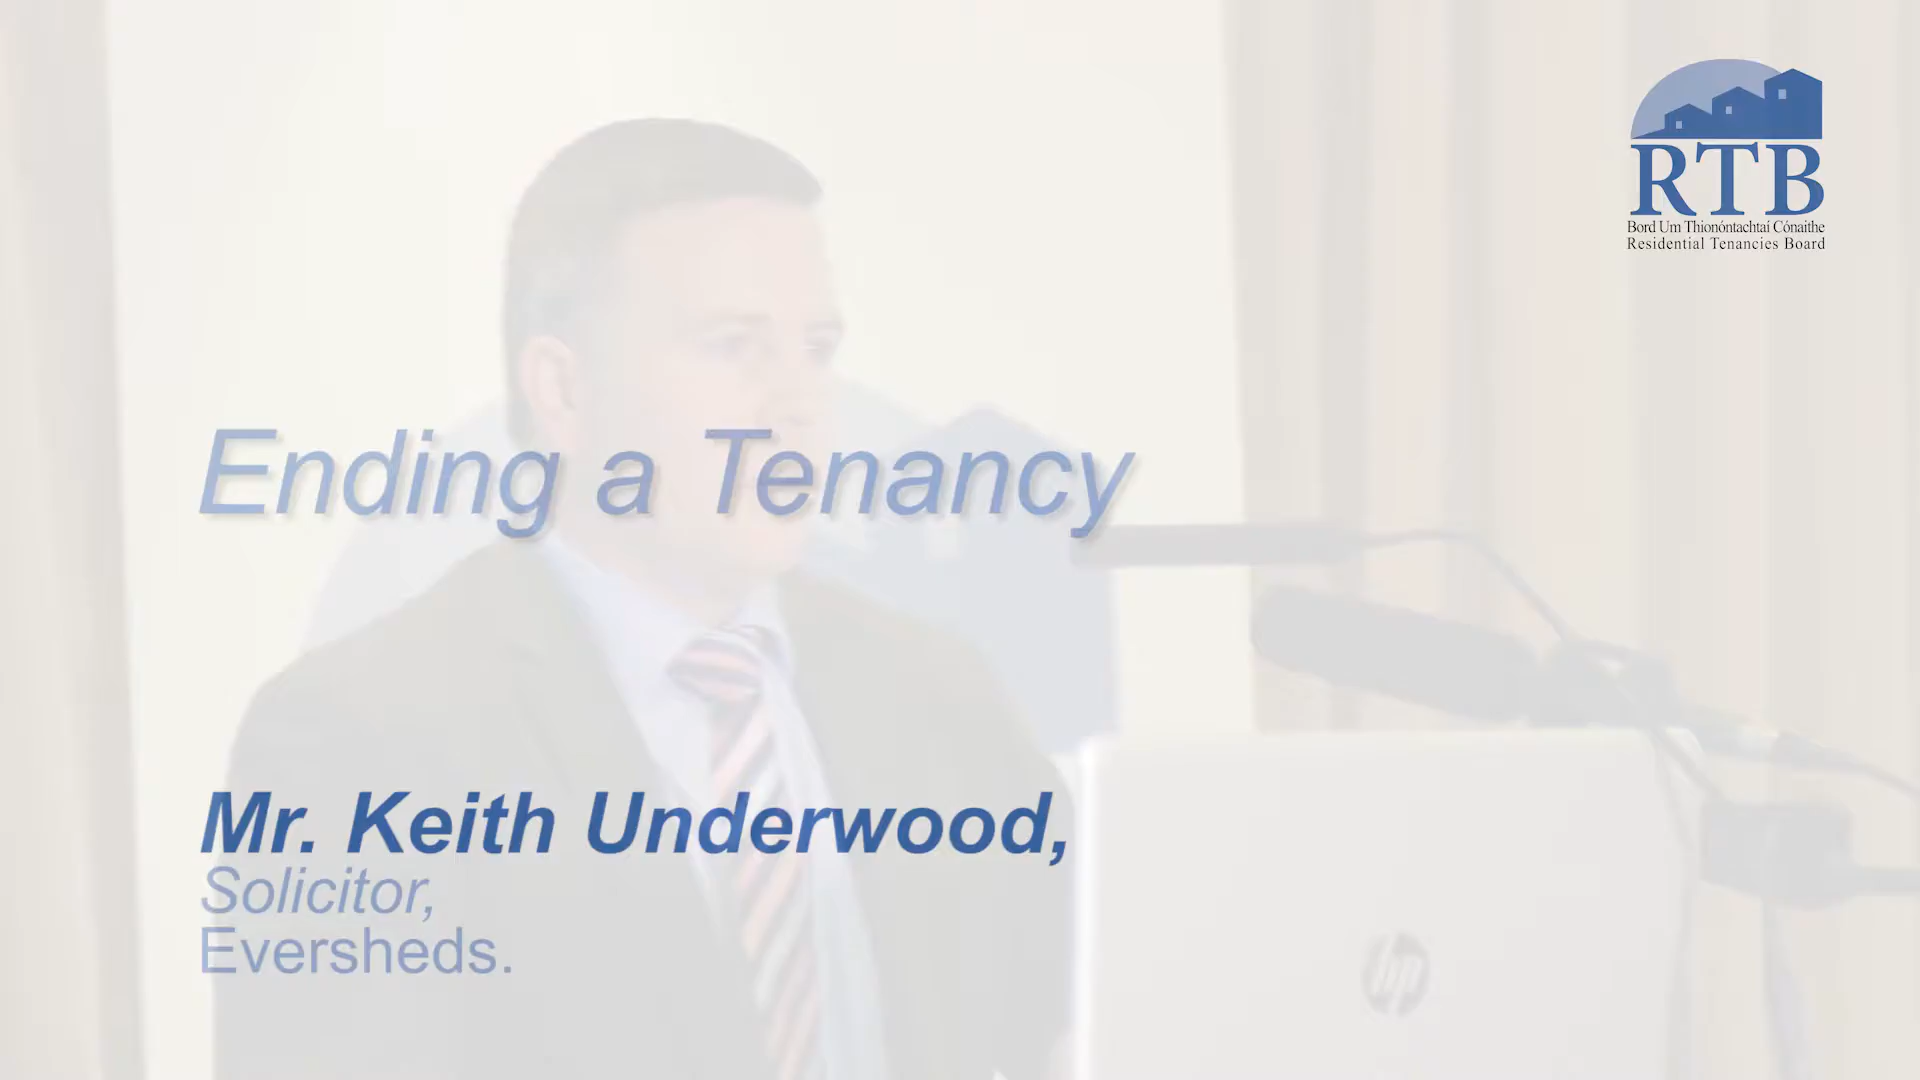 RTB
Bord Um Thionóntachtaí Cónaithe
Residential Tenancies Board
Ending a Tenancy
Mr. Keith Underwood,
Solicitor,
Eversheds.
hp